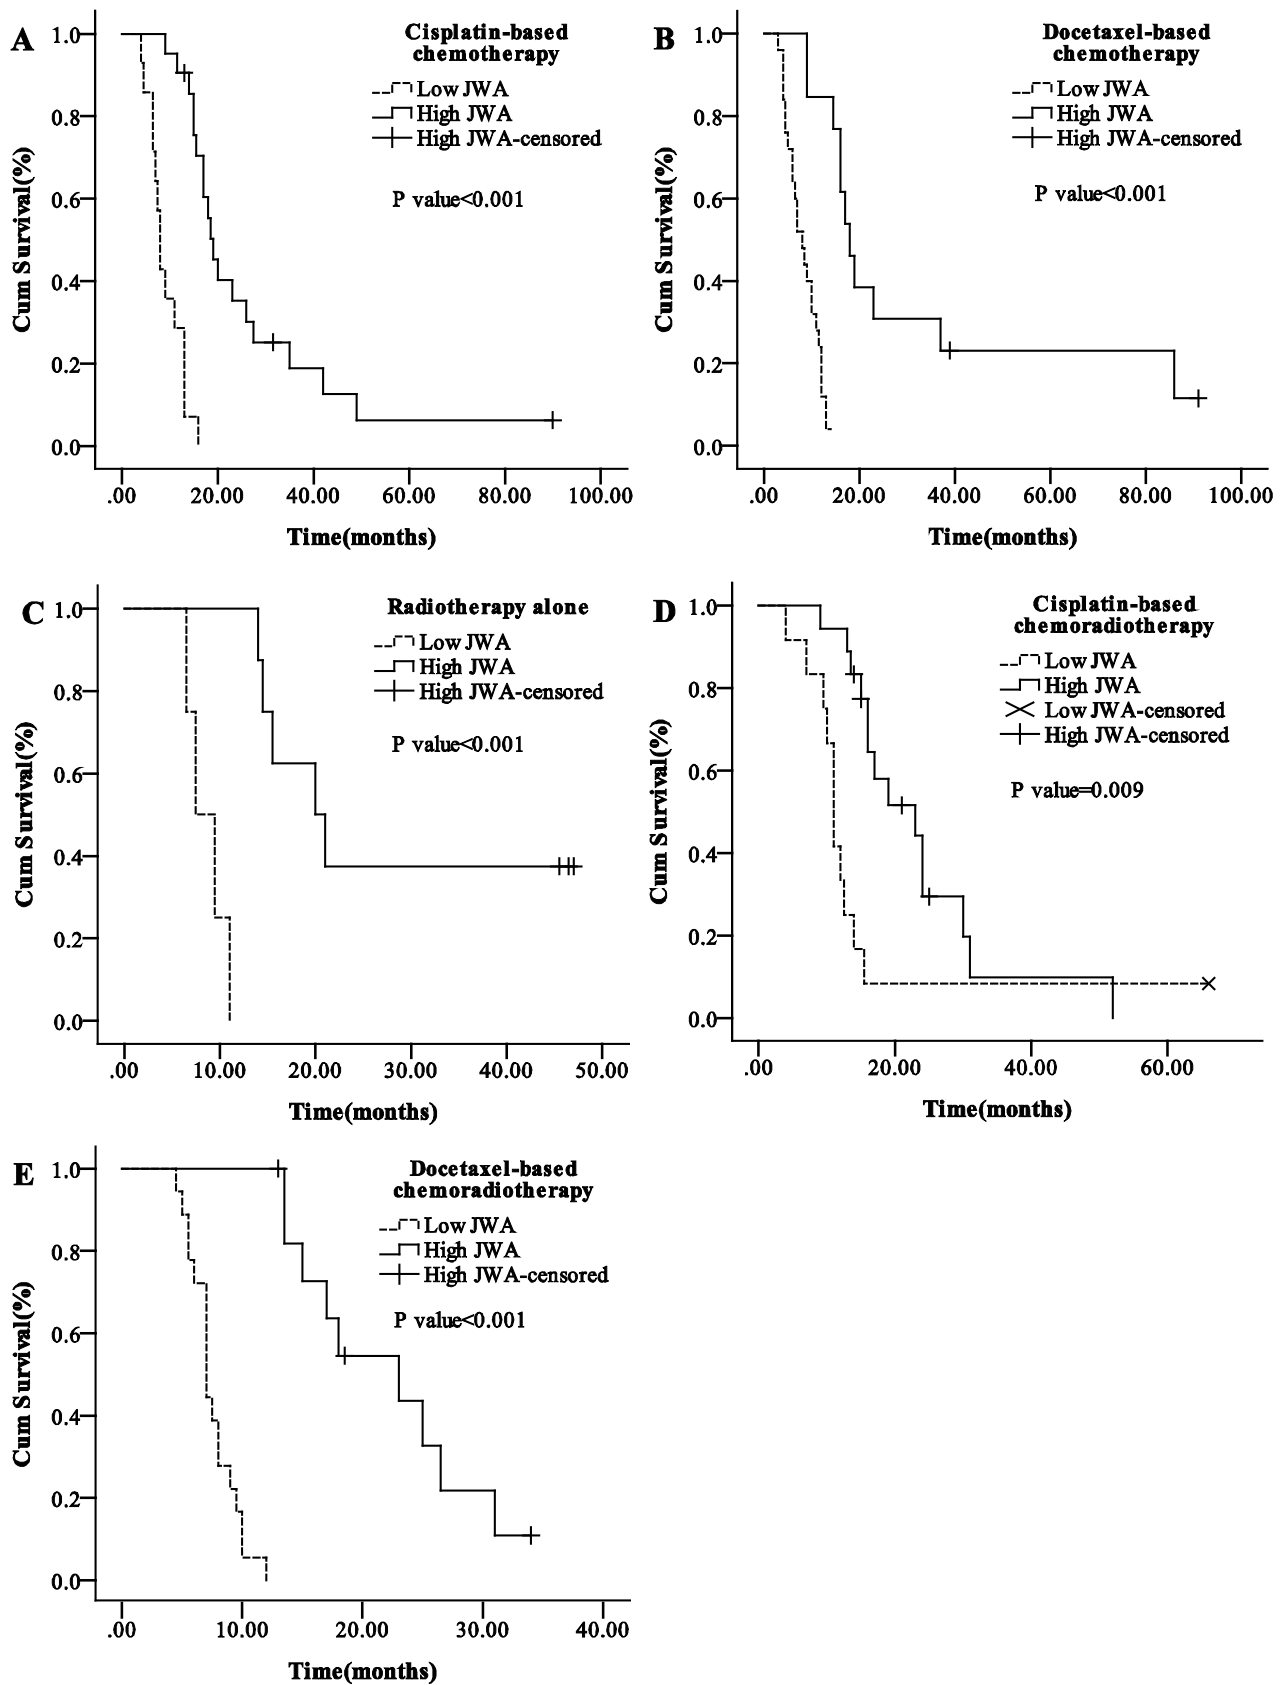 A
Cisplatin-based
chemotherapy
Low JWA
High JWA
High JWA-censored
P value<0.001
Cum Survival(%)
1.0
0.8
0.6
0.4
0.2
0.0
.00 20.00 40.00 60.00 80.00 100.00
Time(months)
B
Docetaxel-based
chemotherapy
Low JWA
High JWA
High JWA-censored
P value<0.001
Cum Survival(%)
1.0
0.8
0.6
0.4
0.2
0.0
.00 20.00 40.00 60.00 80.00 100.00
Time(months)
C
Radiotherapy alone
Low JWA
High JWA
High JWA-censored
P value<0.001
Cum Survival(%)
1.0
0.8
0.6
0.4
0.2
0.0
.00 10.00 20.00 30.00 40.00 50.00
Time(months)
D
Cisplatin-based
chemoradiotherapy
Low JWA
High JWA
Low JWA-censored
High JWA-censored
P value=0.009
Cum Survival(%)
1.0
0.8
0.6
0.4
0.2
0.0
.00 20.00 40.00 60.00
Time(months)
E
Docetaxel-based
chemoradiotherapy
Low JWA
High JWA
High JWA-censored
P value<0.001
Cum Survival(%)
1.0
0.8
0.6
0.4
0.2
0.0
.00 10.00 20.00 30.00 40.00
Time(months)